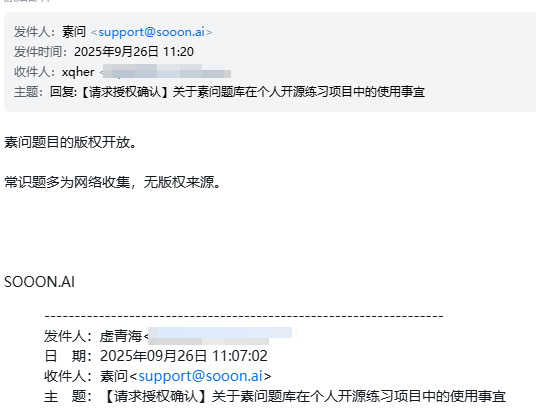 发件人：素问 <support@sooon.ai>
发件时间：2025年9月26日 11:20
收件人：xqher <
主题：回复:【请求授权确认】关于素问题库在个人开源练习项目中的使用事宜
素问题目的版权开放。
常识题多为网络收集，无版权来源。
SOOON.AI
------------------------------------------------------------------
发件人：虚青海<
日　期：2025年09月26日 11:07:02
收件人：素问<support@sooon.ai>
主　题：【请求授权确认】关于素问题库在个人开源练习项目中的使用事宜